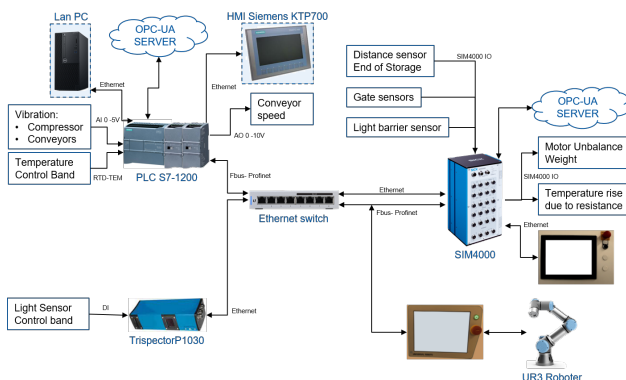 Lan PC
OPC-UA
SERVER
HMI Siemens KTP700
Ethernet
Ethernet
Vibration:
• Compressor
• Conveyors
AI 0 -5V
Temperature
Control Band
RTD-TEM
PLC S7-1200
Conveyor
speed
AO 0 -10V
Distance sensor
End of Storage
SIM4000 IO
Gate sensors
Light barrier sensor
OPC-UA
SERVER
Motor Unbalance
Weight
SIM4000 IO
Temperature rise
due to resistance
Ethernet
SIM4000
Fbus- Profinet
Ethernet switch
Ethernet
Fbus- Profinet
Light Sensor
Control band
DI
Ethernet
TrispectorP1030
UR3 Roboter